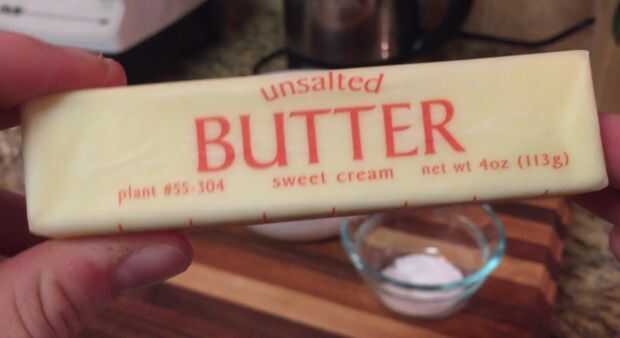 unsalted
BUTTER
plant #55-304 sweet cream net wt 4oz (113g)